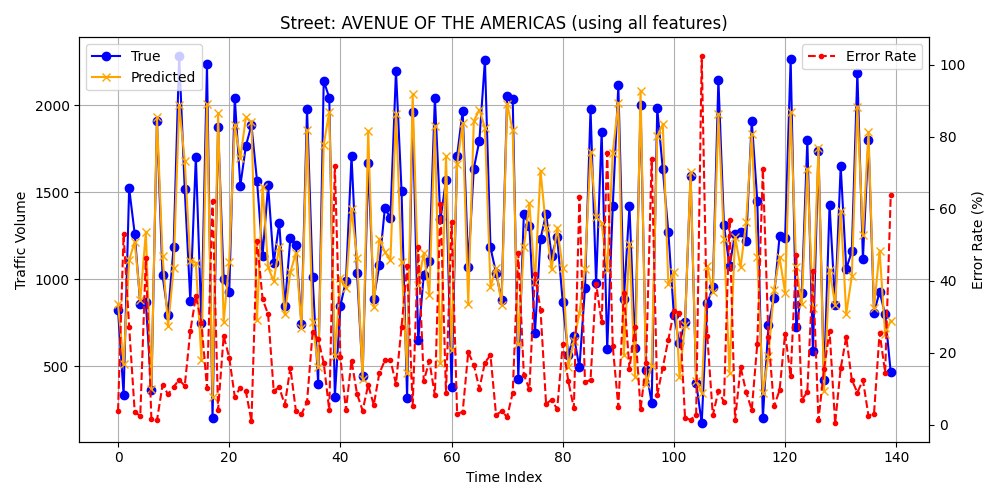 Street: AVENUE OF THE AMERICAS (using all features)
True
Predicted
Error Rate
Traffic Volume
2000
1500
1000
500
100
80
60
40
20
0
Error Rate (%)
0 20 40 60 80 100 120 140
Time Index